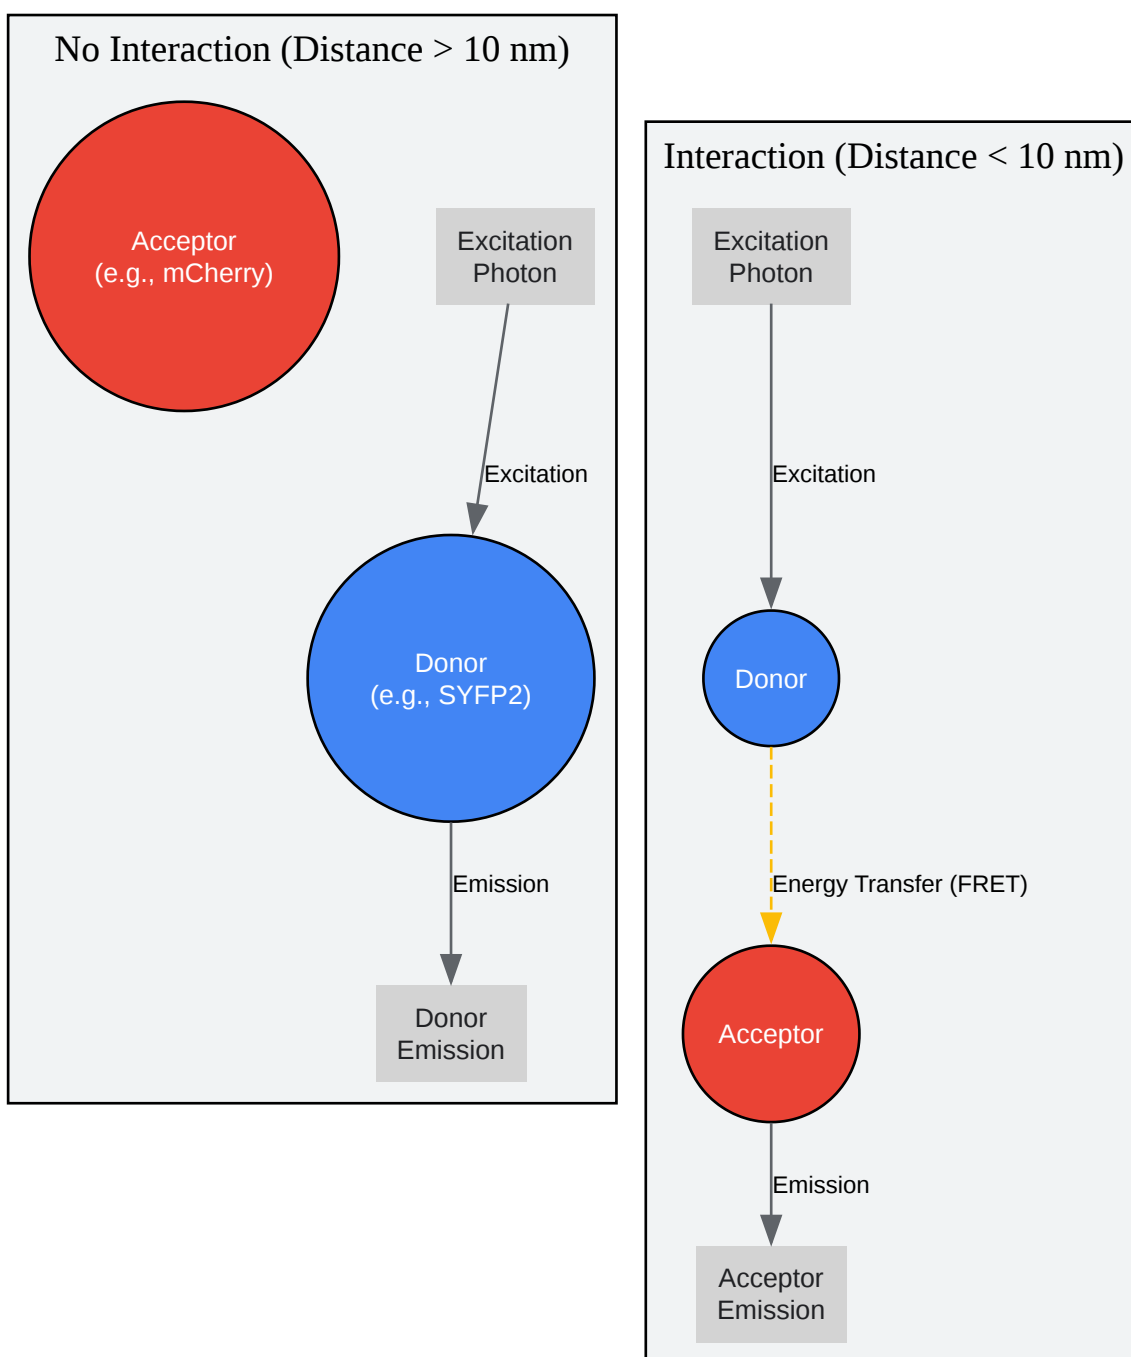 No Interaction (Distance > 10 nm)
Acceptor
(e.g., mCherry)
Excitation
Photon
Excitation
Donor
(e.g., SYFP2)
Emission
Donor
Emission
Interaction (Distance < 10 nm)
Excitation
Photon
Excitation
Donor
Energy Transfer (FRET)
Acceptor
Emission
Acceptor
Emission